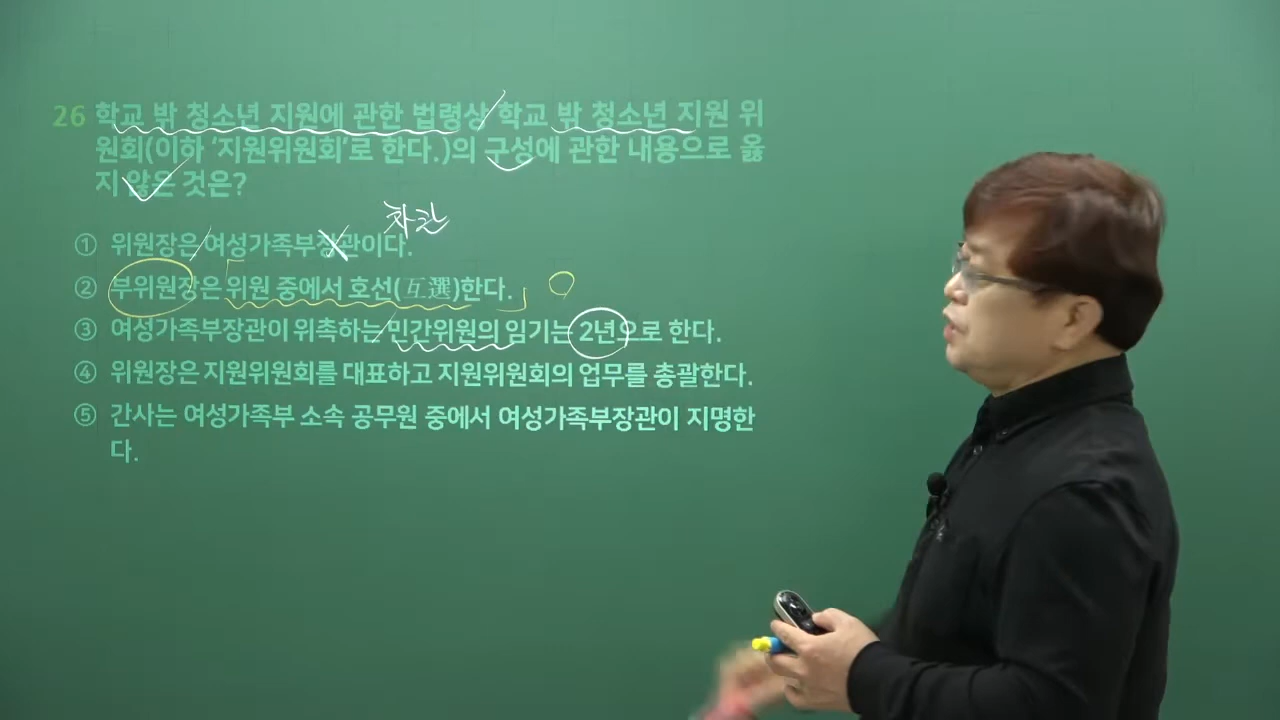 26 학교 밖 청소년 지원에 관한 법령상 학교 밖 청소년 지원 위
원회(이하 '지원위원회'로 한다.)의 구성에 관한 내용으로 옳
지 않은 것은?
차관
① 위원장은 여성가족부장관이다.
② 부위원장은 위원 중에서 호선(互選)한다.
③ 여성가족부장관이 위촉하는 민간위원의 임기는 2년으로 한다.
④ 위원장은 지원위원회를 대표하고 지원위원회의 업무를 총괄한다.
⑤ 간사는 여성가족부 소속 공무원 중에서 여성가족부장관이 지명한
다.